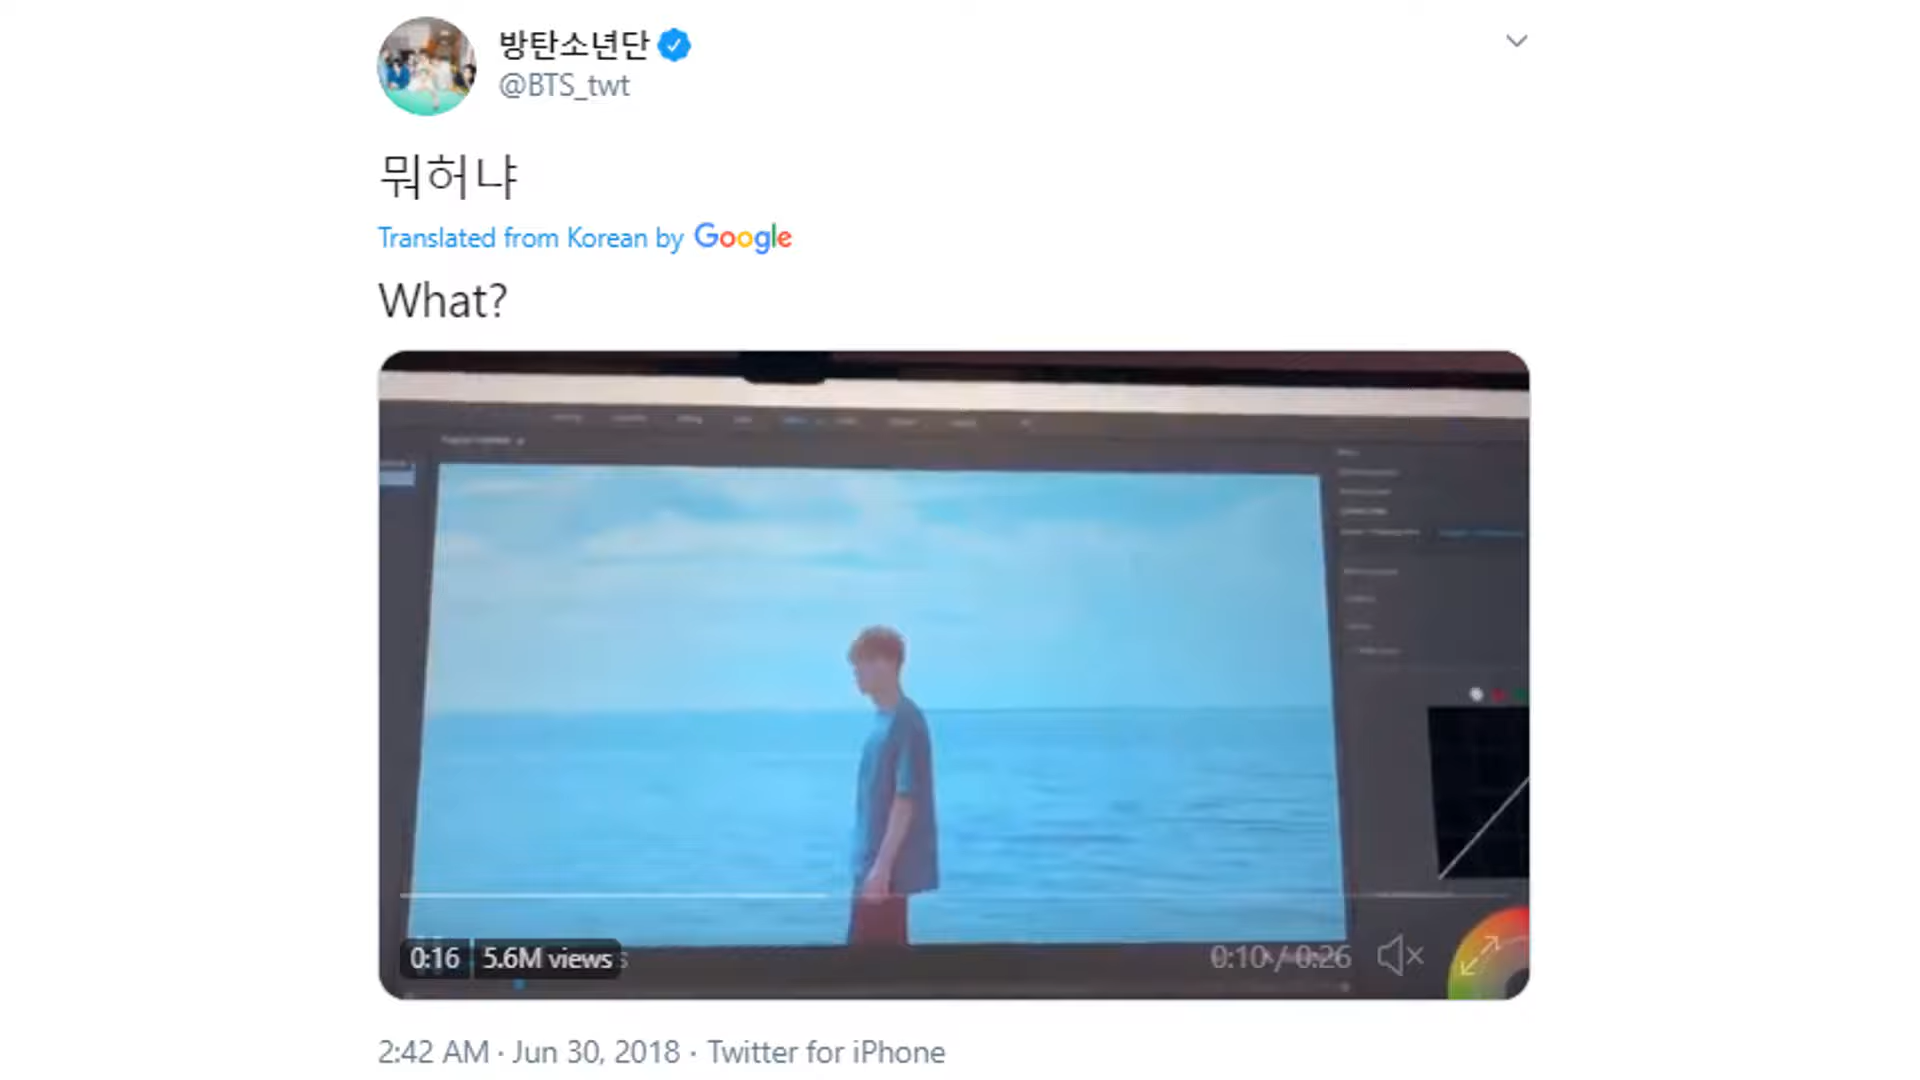 방탄소년단
@BTS_twt
뭐허냐
Translated from Korean by Google
What?
0:16 5.6M views
0:10 / 0:26
2:42 AM · Jun 30, 2018 · Twitter for iPhone